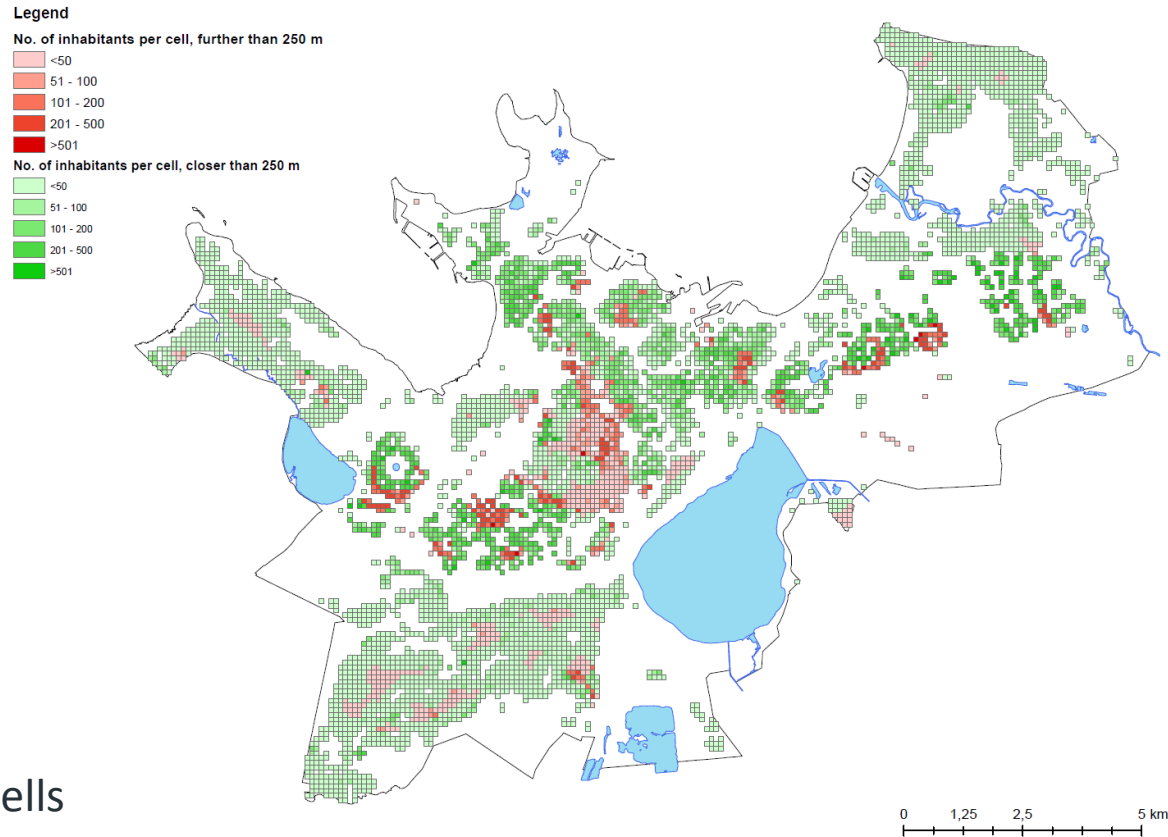 Legend
No. of inhabitants per cell, further than 250 m
<50
51 - 100
101 - 200
201 - 500
>501
No. of inhabitants per cell, closer than 250 m
<50
51 - 100
101 - 200
201 - 500
>501
ells
0 1,25 2,5 5 km